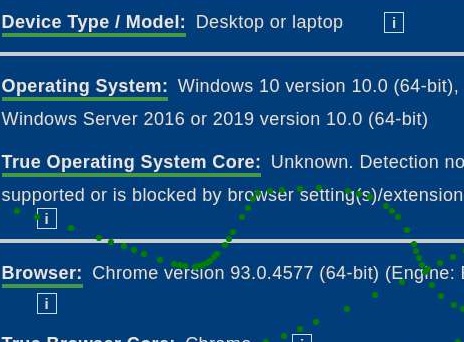 Device Type / Model: Desktop or laptop i
Operating System: Windows 10 version 10.0 (64-bit),
Windows Server 2016 or 2019 version 10.0 (64-bit)
True Operating System Core: Unknown. Detection no
supported or is blocked by browser setting(s)/extension
i
Browser: Chrome version 93.0.4577 (64-bit) (Engine: B
i
True Browser Core: Chrome i